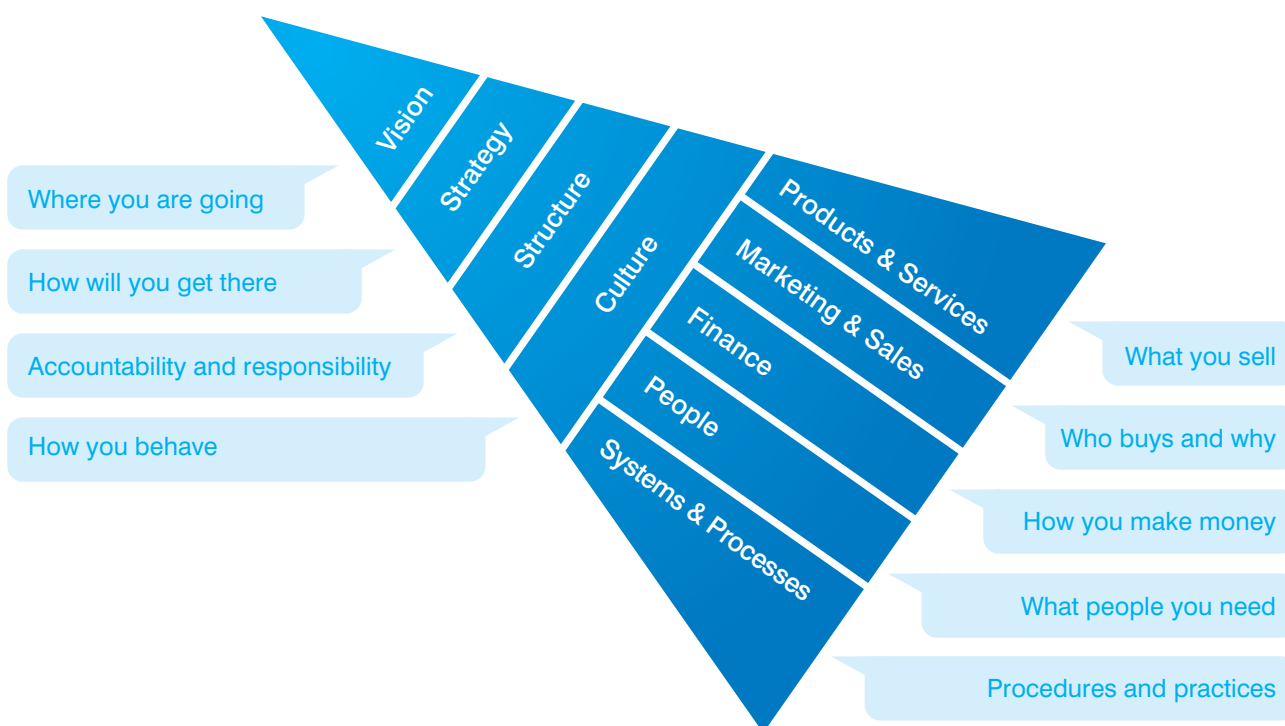 Vision
Strategy
Structure
Culture
Products & Services
Marketing & Sales
Finance
People
Systems & Processes
Where you are going
How will you get there
Accountability and responsibility
How you behave
What you sell
Who buys and why
How you make money
What people you need
Procedures and practices